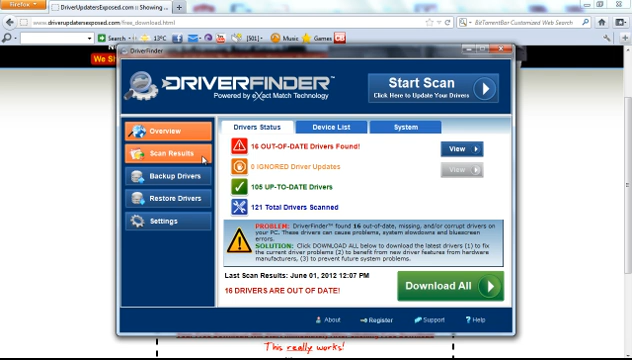 Firefox
DriverUpdatersExposed.com :: Showing ...
www.driverupdatersexposed.com/free_download.html
BitTorrentBar Customized Web Search
Search
13°C
[501]
Music
Games
We S
DriverFinder
DRIVERFINDER™
Powered by eXact Match Technology
Start Scan
Click Here to Update Your Drivers
Overview
Scan Results
Backup Drivers
Restore Drivers
Settings
Drivers Status
Device List
System
16 OUT-OF-DATE Drivers Found!
View
0 IGNORED Driver Updates
View
105 UP-TO-DATE Drivers
121 Total Drivers Scanned
PROBLEM: DriverFinder™ found 16 out-of-date, missing, and/or corrupt drivers on
your PC. These drivers can cause problems, system slowdowns and bluescreen
errors.
SOLUTION: Click DOWNLOAD ALL below to download the latest drivers (1) to fix
the current driver problems (2) to benefit from new driver features from hardware
manufacturers, (3) to prevent future system problems.
Last Scan Results: June 01, 2012 12:07 PM
16 DRIVERS ARE OUT OF DATE!
Download All
About
Register
Support
Help
This really works!